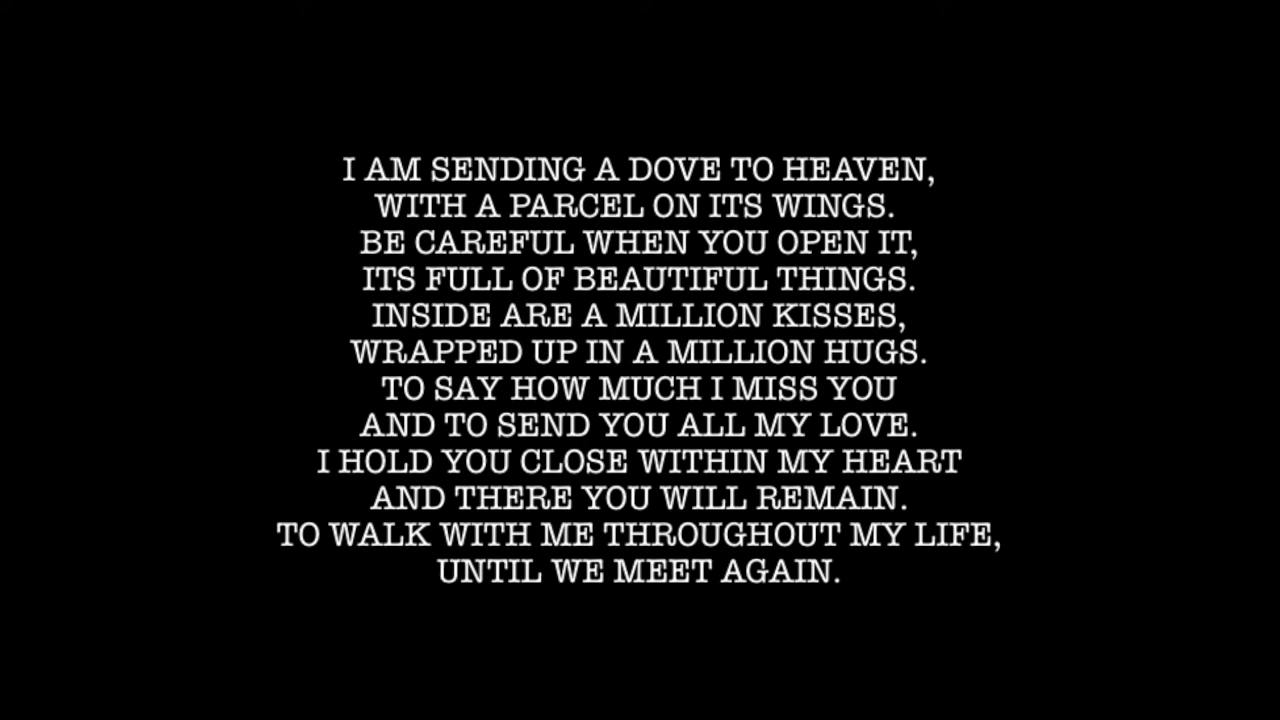 I AM SENDING A DOVE TO HEAVEN,
WITH A PARCEL ON ITS WINGS.
BE CAREFUL WHEN YOU OPEN IT,
ITS FULL OF BEAUTIFUL THINGS.
INSIDE ARE A MILLION KISSES,
WRAPPED UP IN A MILLION HUGS.
TO SAY HOW MUCH I MISS YOU
AND TO SEND YOU ALL MY LOVE.
I HOLD YOU CLOSE WITHIN MY HEART
AND THERE YOU WILL REMAIN.
TO WALK WITH ME THROUGHOUT MY LIFE,
UNTIL WE MEET AGAIN.